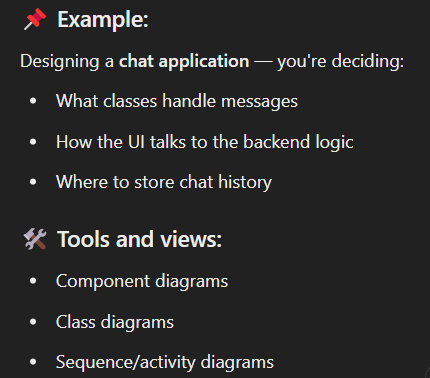 📌 Example:
Designing a chat application — you're deciding:
• What classes handle messages
• How the UI talks to the backend logic
• Where to store chat history
🛠️ Tools and views:
• Component diagrams
• Class diagrams
• Sequence/activity diagrams